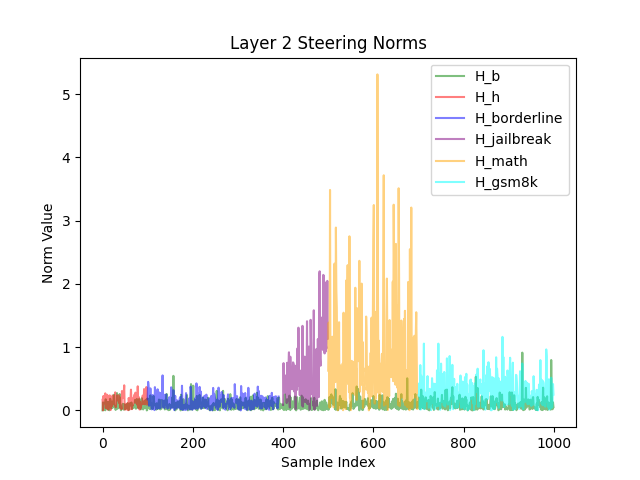 Layer 2 Steering Norms
H_b
H_h
H_borderline
H_jailbreak
H_math
H_gsm8k
Norm Value
5
4
3
2
1
0
0 200 400 600 800 1000
Sample Index